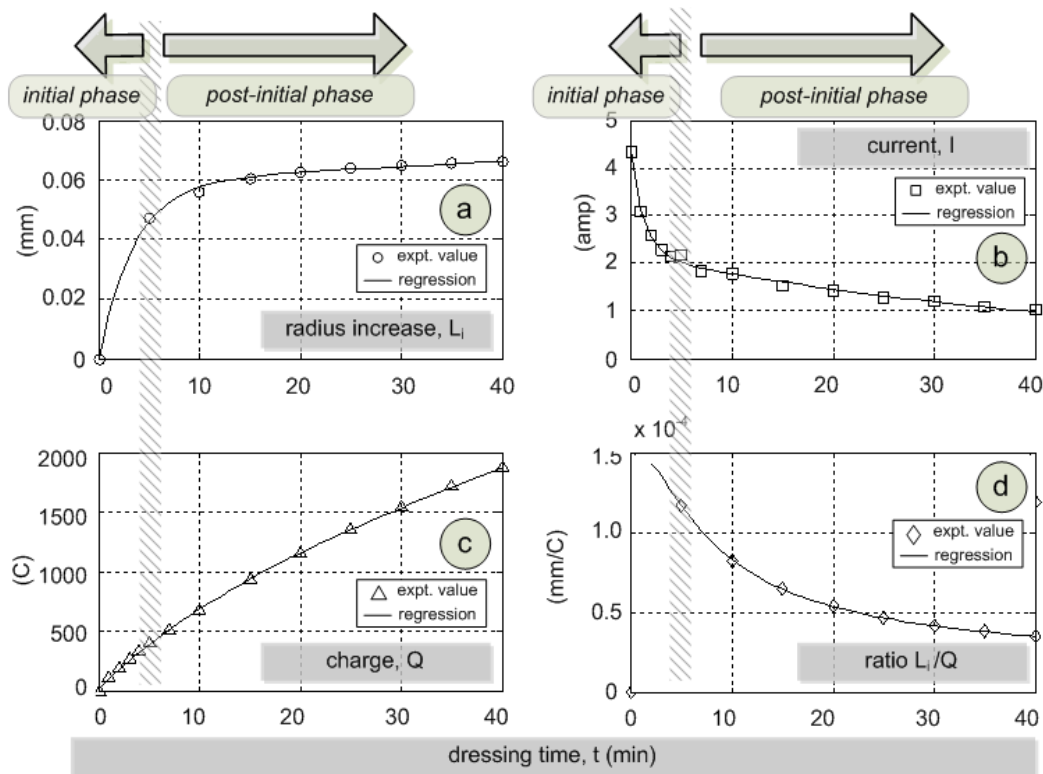 initial phase
post-initial phase
initial phase
post-initial phase
0.08
0.06
0.04
0.02
0
(mm)
a
expt. value
regression
radius increase, Li
0 10 20 30 40
5
4
3
2
1
0
(amp)
current, I
expt. value
regression
b
0 10 20 30 40
2000
1500
1000
500
0
(C)
c
expt. value
regression
charge, Q
0 10 20 30 40
x 10-4
1.5
1.0
0.5
0
(mm/C)
d
expt. value
regression
ratio Li/Q
0 10 20 30 40
dressing time, t (min)